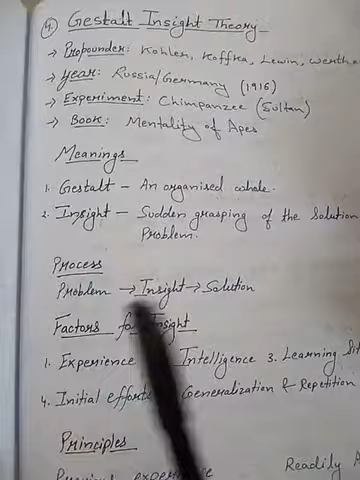 4. Gestalt Insight Theory
→ Propounder: Kohler, Koffka, Lewin,
→ Year: Russia/Germany (1916)
→ Experiment: Chimpanzee (Sultan)
→ Book: Mentality of Apes
Meanings
1. Gestalt – An organised whale.
2. Insight – Sudden grasping of the Solution
Problem.
Process
Problem → Insight → Solution
Factors for Insight
1. Experience Intelligence 3. Learning
4. Initial efforts Generalization & Repetition
Principles
experience Readily